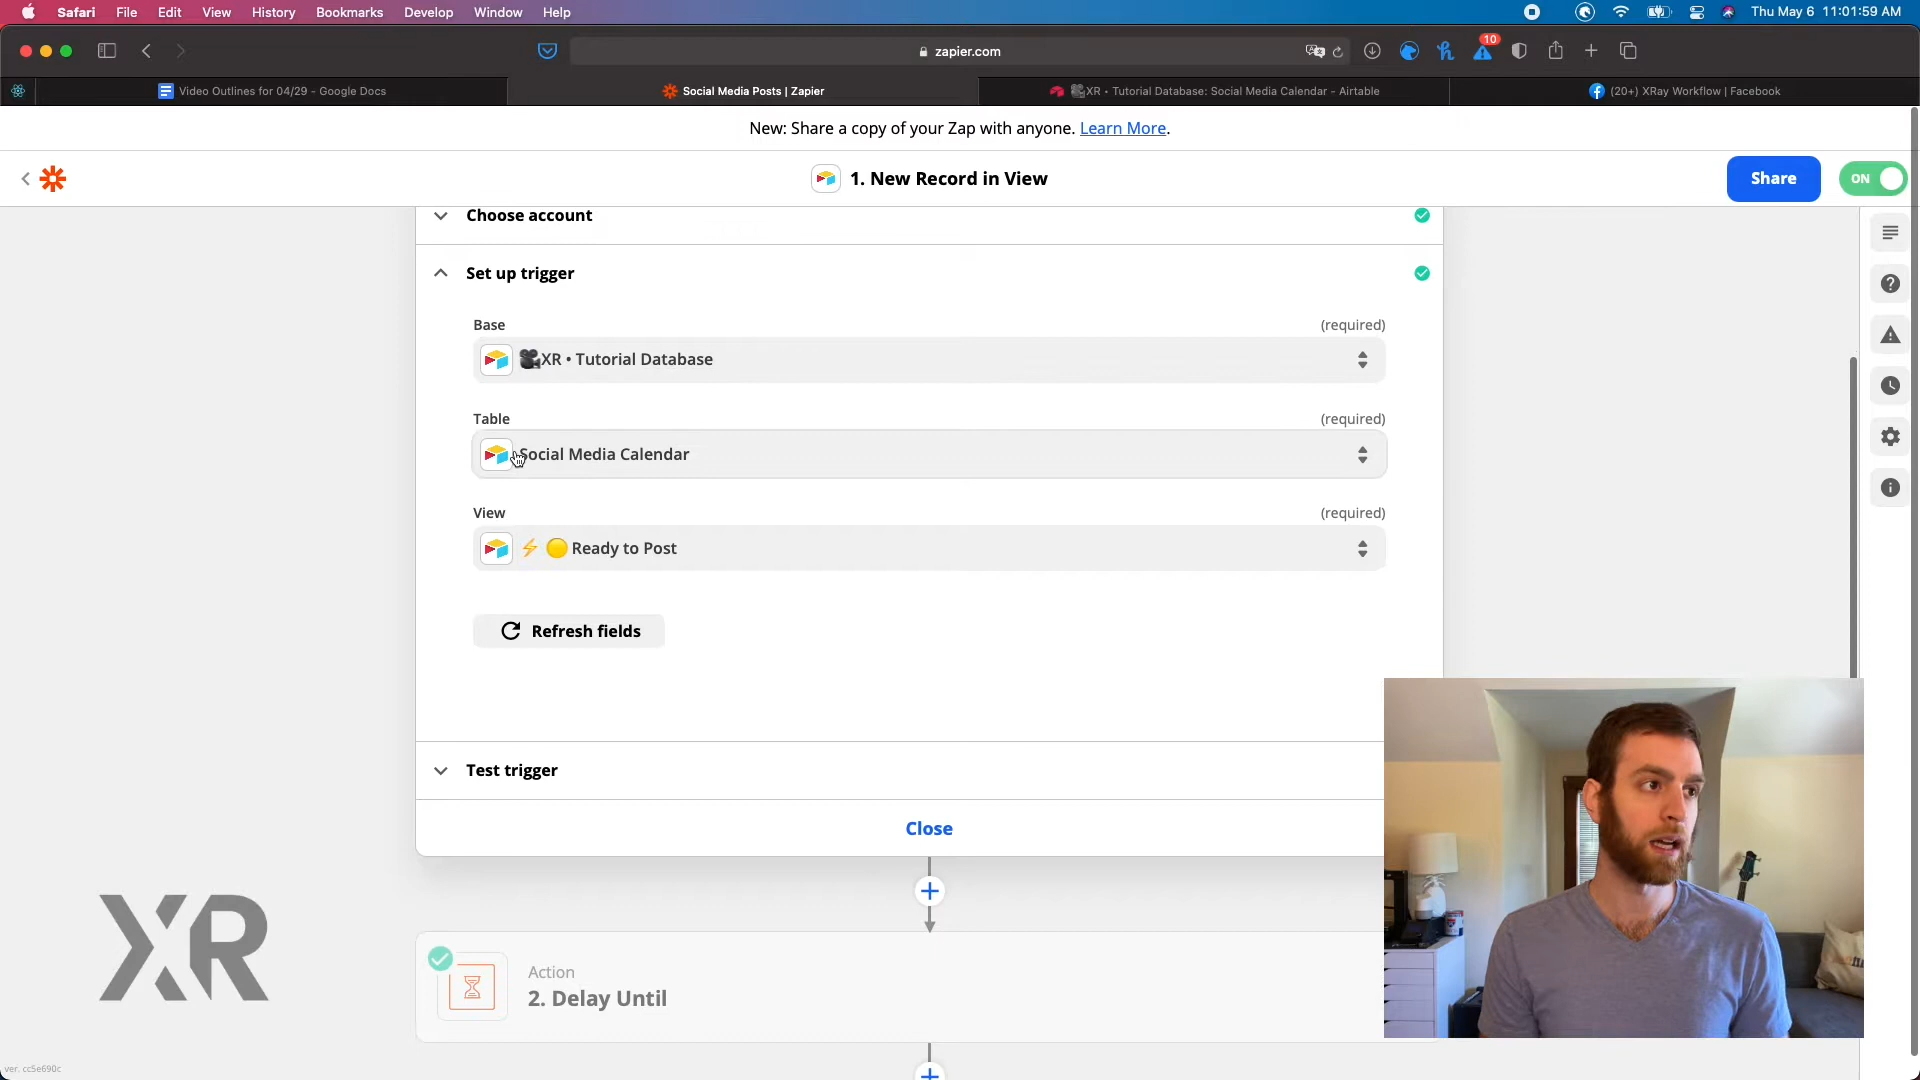 Safari File Edit View History Bookmarks Develop Window Help Thu May 6 11:01:59 AM
zapier.com 10
Video Outlines for 04/29 - Google Docs Social Media Posts | Zapier 🎥XR • Tutorial Database: Social Media Calendar - Airtable (20+) XRay Workflow | Facebook
New: Share a copy of your Zap with anyone. Learn More.
1. New Record in View Share ON
Choose account
Set up trigger
Base (required)
🎥XR • Tutorial Database
Table (required)
Social Media Calendar
View (required)
⚡ 🟡 Ready to Post
Refresh fields
Test trigger
Close
XR
Action
2. Delay Until
ver. cc5e690c